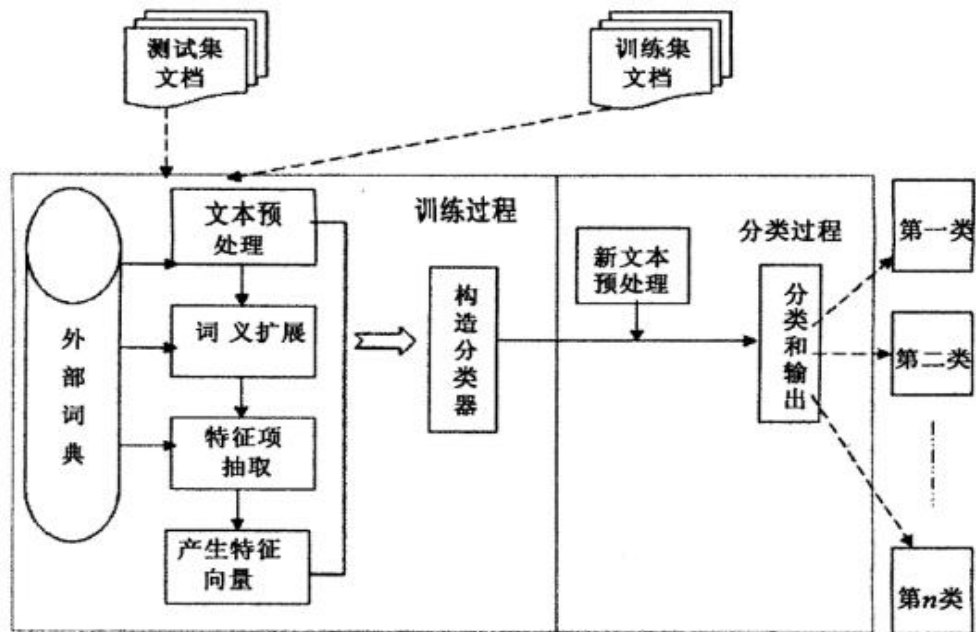 测试集
文档
训练集
文档
外
部
词
典
文本预
处理
词 义扩展
特征项
抽取
产生特征
向量
训练过程
构
造
分
类
器
新文本
预处理
分类过程
分
类
和
输
出
第一类
第二类
第n类